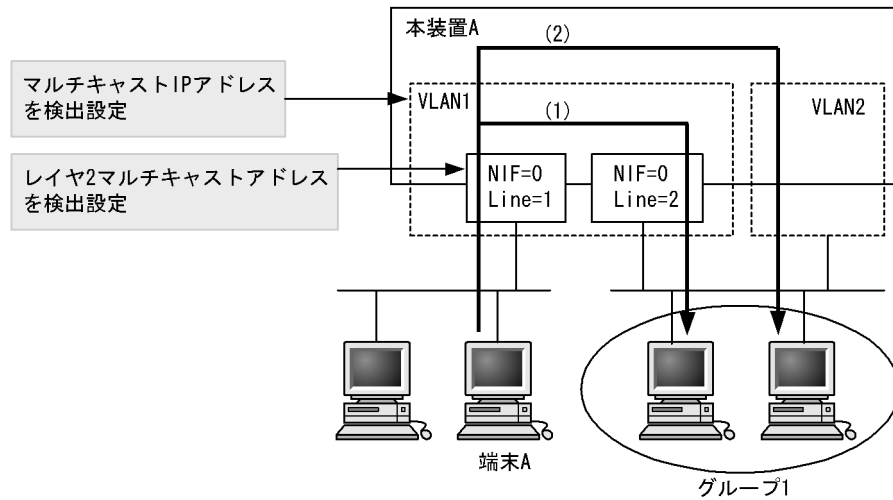 本装置A
(2)
マルチキャストIPアドレス
を検出設定
VLAN1
(1)
VLAN2
レイヤ2マルチキャストアドレス
を検出設定
NIF=0
Line=1
NIF=0
Line=2
端末A
グループ1